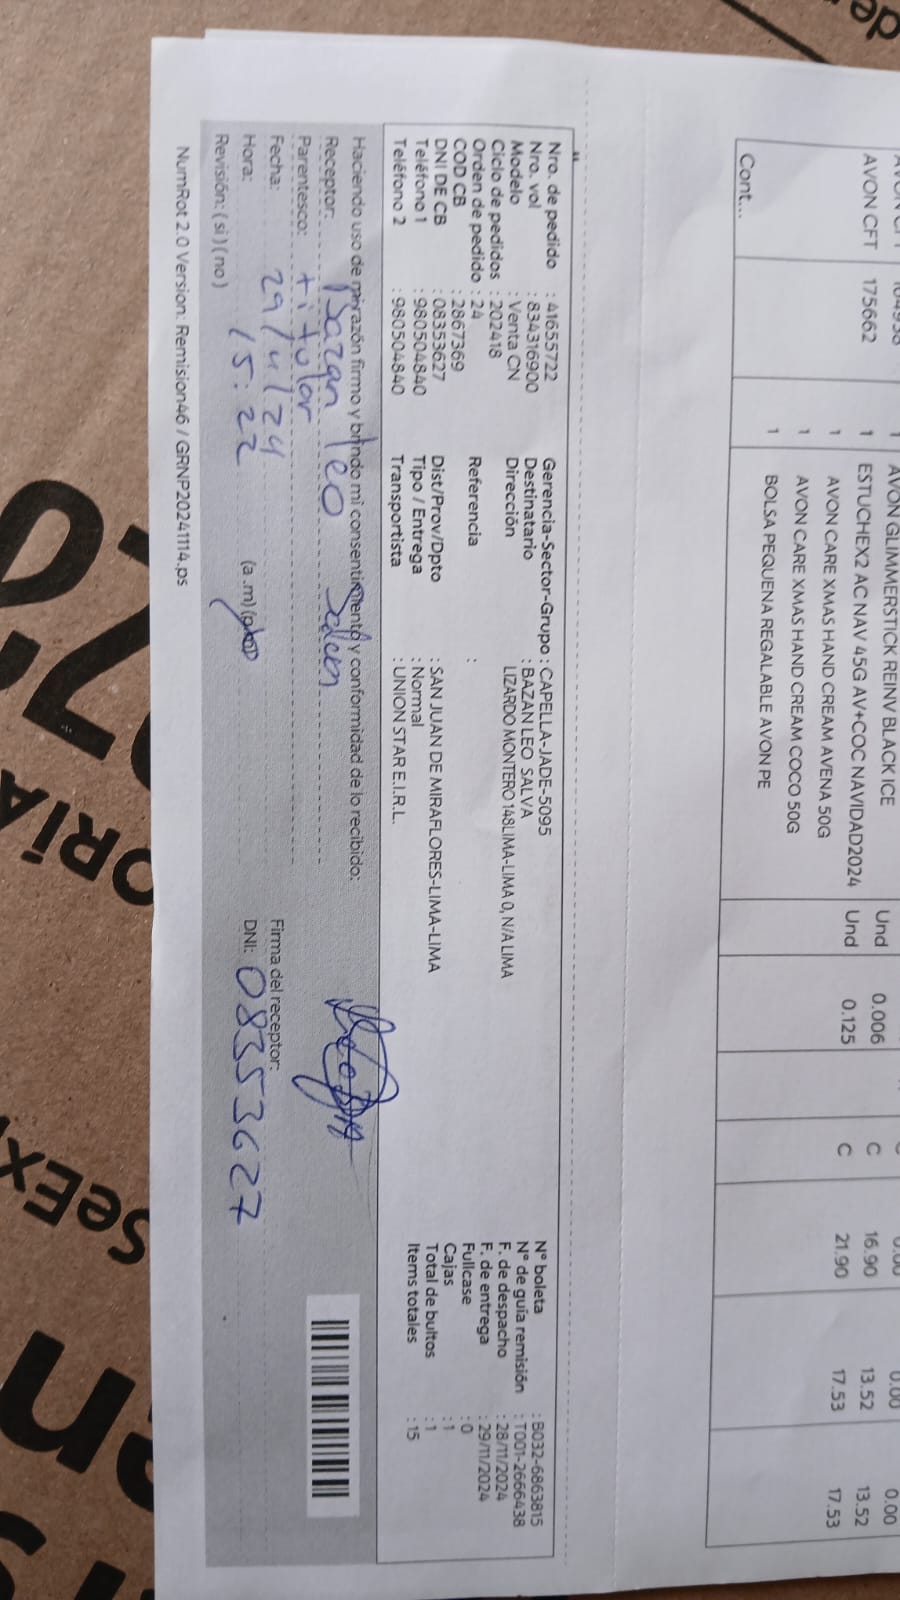 AVON CFT 175662 1 AVON GLIMMERSTICK REINV BLACK ICE Und 0.006 C 0.00 0.00 0.00
1 ESTUCHEX2 AC NAV 45G AV+COC NAVIDAD2024 Und 0.125 C 16.90 13.52 13.52
1 AVON CARE XMAS HAND CREAM AVENA 50G 21.90 17.53 17.53
1 AVON CARE XMAS HAND CREAM COCO 50G
1 BOLSA PEQUENA REGALABLE AVON PE
Cont...
Nro. de pedido : 41655722 Gerencia-Sector-Grupo : CAPELLA-JADE-5095 N° boleta : B032-6863815
Nro. vol : 834316900 Destinatario : BAZAN LEO SALVA N° de guía remisión : T001-2666438
Modelo : Venta CN Dirección LIZARDO MONTERO 148LIMA-LIMA 0, N/A LIMA F. de despacho : 28/11/2024
Ciclo de pedidos : 202418 F. de entrega : 29/11/2024
Orden de pedido : 24 Referencia : Fullcase : 0
COD CB : 2867369 Cajas : 1
DNI DE CB : 08353627 Dist/Prov/Dpto : SAN JUAN DE MIRAFLORES-LIMA-LIMA Total de bultos : 1
Teléfono 1 : 980504840 Tipo / Entrega : Normal Items totales : 15
Teléfono 2 : 980504840 Transportista : UNION STAR E.I.R.L.
Haciendo uso de mi razón firmo y brindo mi consentimiento y conformidad de lo recibido:
Receptor: Bazan leo
Parentesco: titular
Fecha: Firma del receptor:
Hora: 15:22 (a.m) DNI: 08353627
Revisión: (si) (no)
NumRot 2.0 Version: Remision46 / GRNP20241114.ps